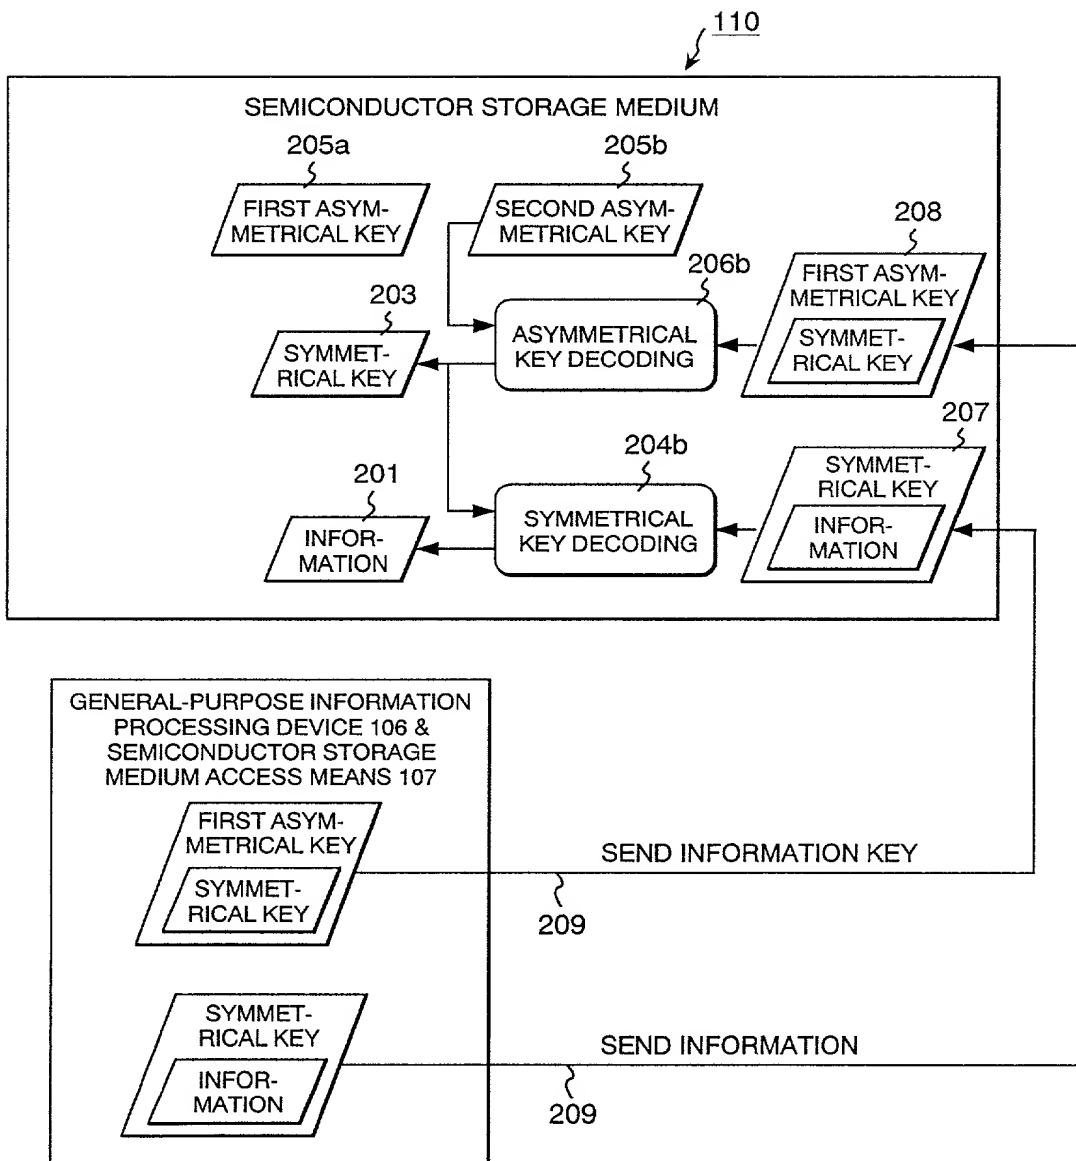 110
SEMICONDUCTOR STORAGE MEDIUM
205a
205b
FIRST ASYM-
METRICAL KEY
SECOND ASYM-
METRICAL KEY
208
206b
FIRST ASYM-
METRICAL KEY
SYMMET-
RICAL KEY
203
SYMMET-
RICAL KEY
ASYMMETRICAL
KEY DECODING
207
204b
SYMMET-
RICAL KEY
INFOR-
MATION
201
INFOR-
MATION
SYMMETRICAL
KEY DECODING
GENERAL-PURPOSE INFORMATION
PROCESSING DEVICE 106 &
SEMICONDUCTOR STORAGE
MEDIUM ACCESS MEANS 107
FIRST ASYM-
METRICAL KEY
SYMMET-
RICAL KEY
SEND INFORMATION KEY
209
SYMMET-
RICAL KEY
INFOR-
MATION
SEND INFORMATION
209